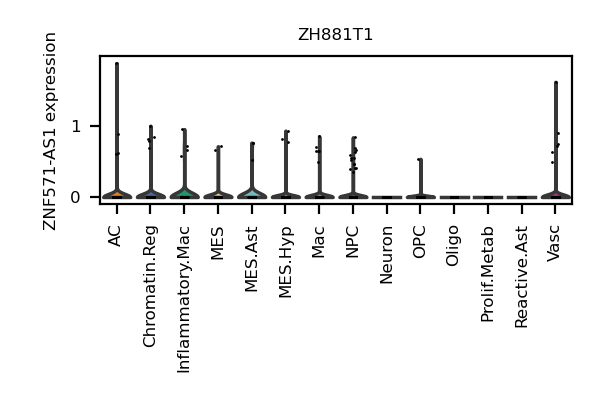 ZH881T1
ZNF571-AS1 expression
1
0
AC
Chromatin.Reg
Inflammatory.Mac
MES
MES.Ast
MES.Hyp
Mac
NPC
Neuron
OPC
Oligo
Prolif.Metab
Reactive.Ast
Vasc